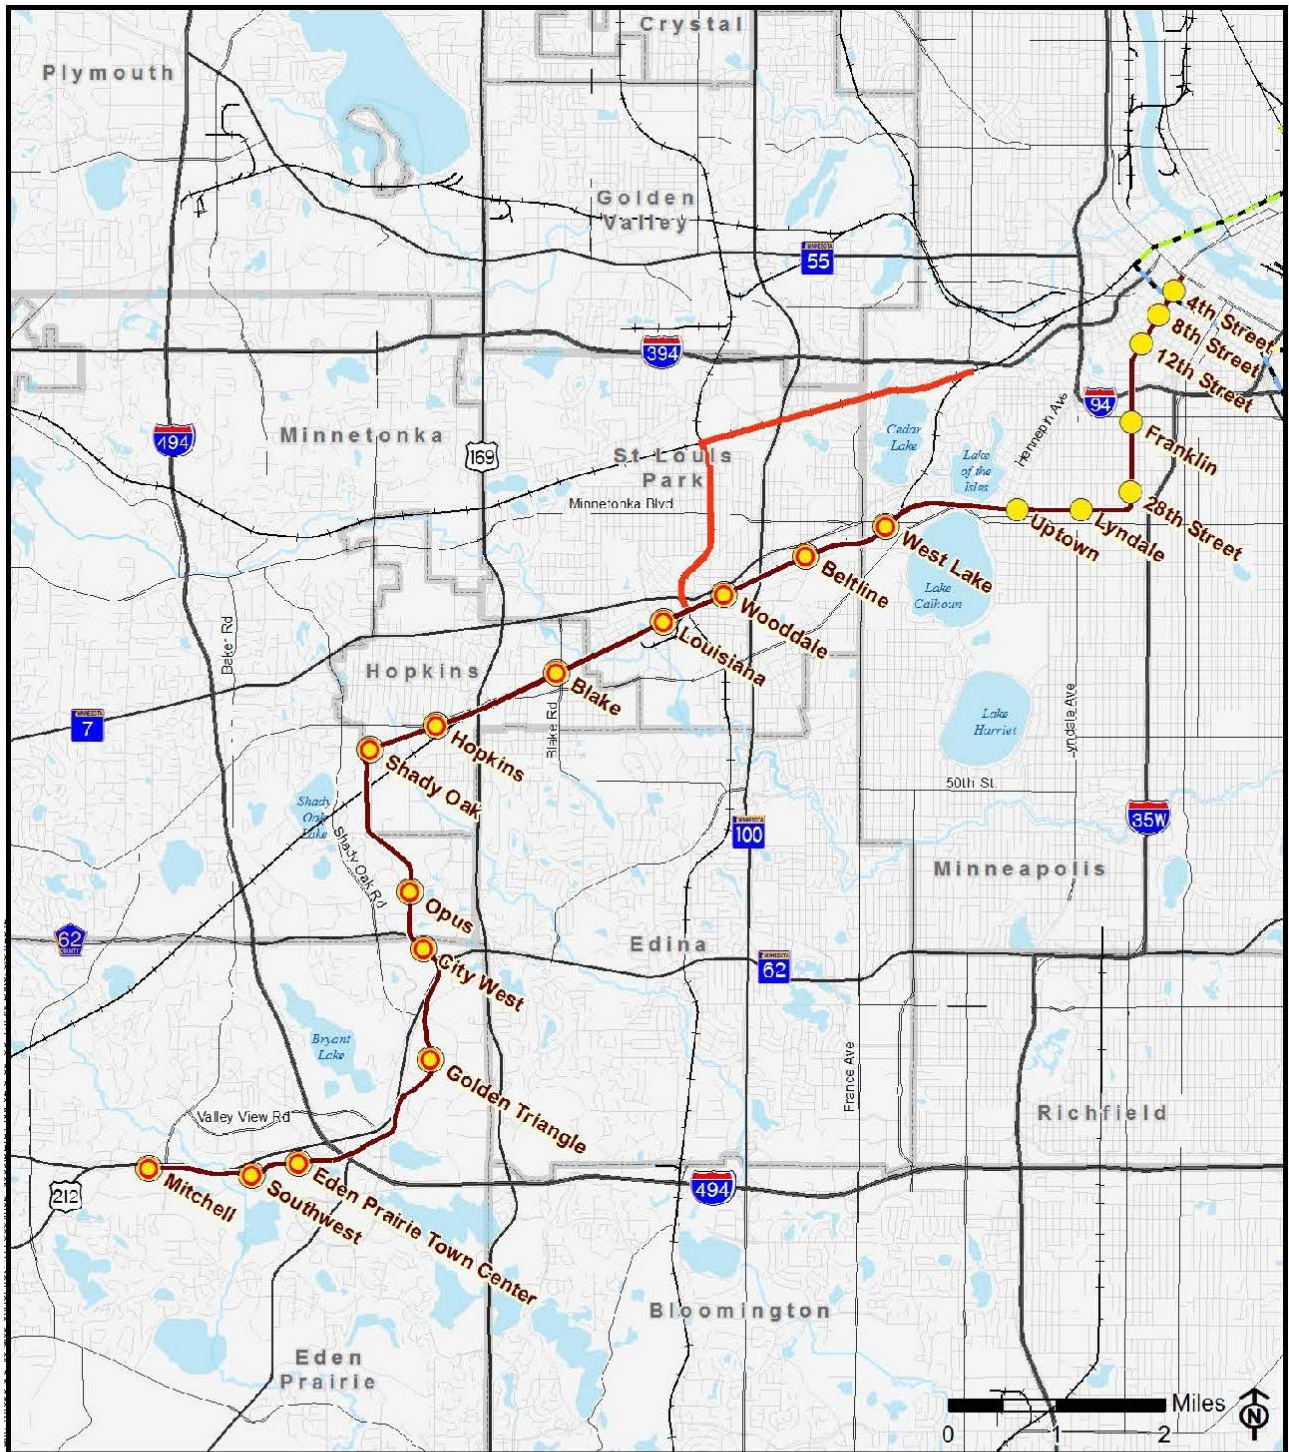 Crystal
Plymouth
Golden
Valley
MINNESOTA
55
4th Street
8th Street
12th Street
394
94
Hennepin Ave
Cedar
Lake
Lake
of the
Isles
494
Minnetonka
169
St Louis
Park
Franklin
Minnetonka Blvd
28th Street
Lyndale
Uptown
West Lake
Beltline
Lake
Calhoun
Wooddale
Louisiana
Baker Rd
Hopkins
Blake
Blake Rd
Lake
Harriet
Lyndale Ave
MINNESOTA
7
Hopkins
Shady Oak
50th St.
Shady
Oak
Lake
Shady Oak Rd
MINNESOTA
100
35W
Minneapolis
Opus
62
COUNTY
Edina
City West
MINNESOTA
62
Bryant
Lake
France Ave
Golden Triangle
Valley View Rd
Richfield
Mitchell
Southwest
Eden Prairie Town Center
212
494
Bloomington
Eden
Prairie
Miles
N
0 1 2